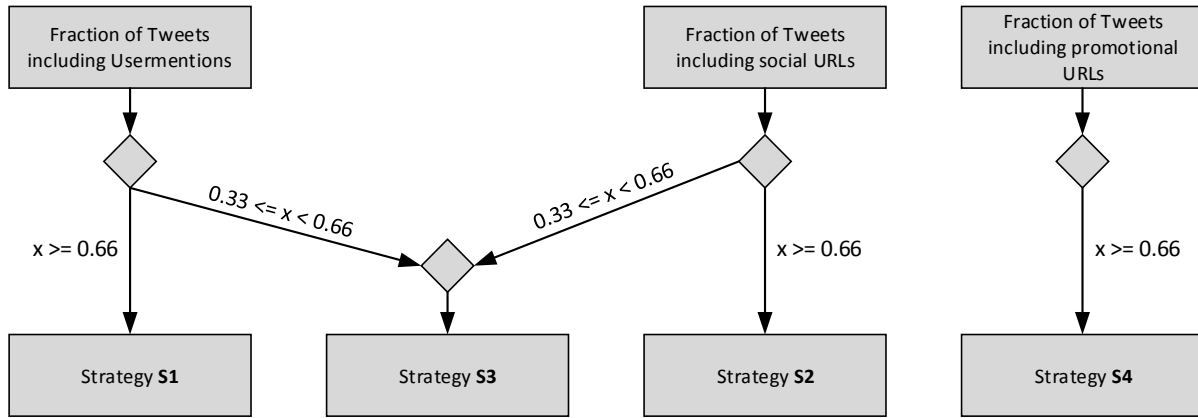 Fraction of Tweets
including Usermentions
Fraction of Tweets
including social URLs
Fraction of Tweets
including promotional
URLs
0.33 <= x < 0.66
0.33 <= x < 0.66
x >= 0.66
x >= 0.66
x >= 0.66
Strategy S1
Strategy S3
Strategy S2
Strategy S4